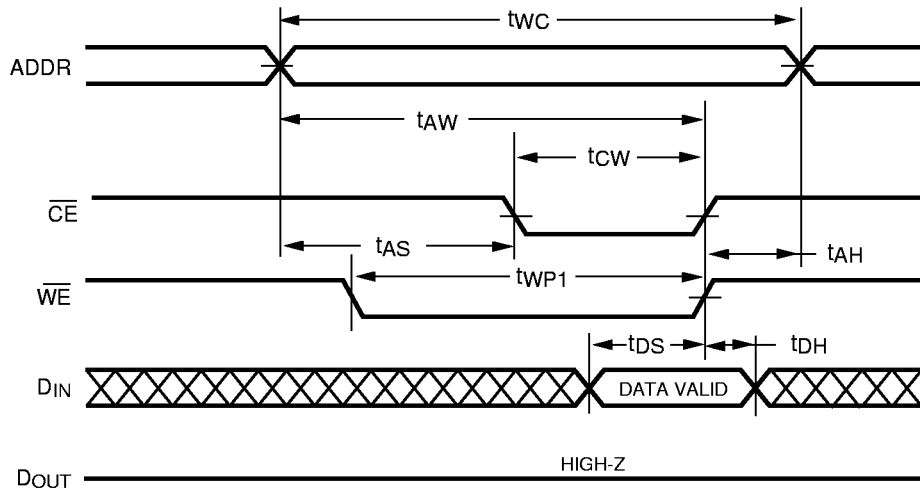 tWC
ADDR
tAW
tCW
CE
tAS
tAH
tWP1
WE
tDS
tDH
DIN
DATA VALID
HIGH-Z
DOUT